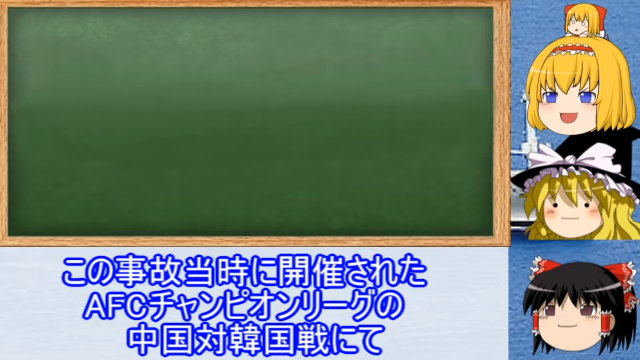 この事故当時に開催された
AFCチャンピオンリーグの
中国対韓国戦にて